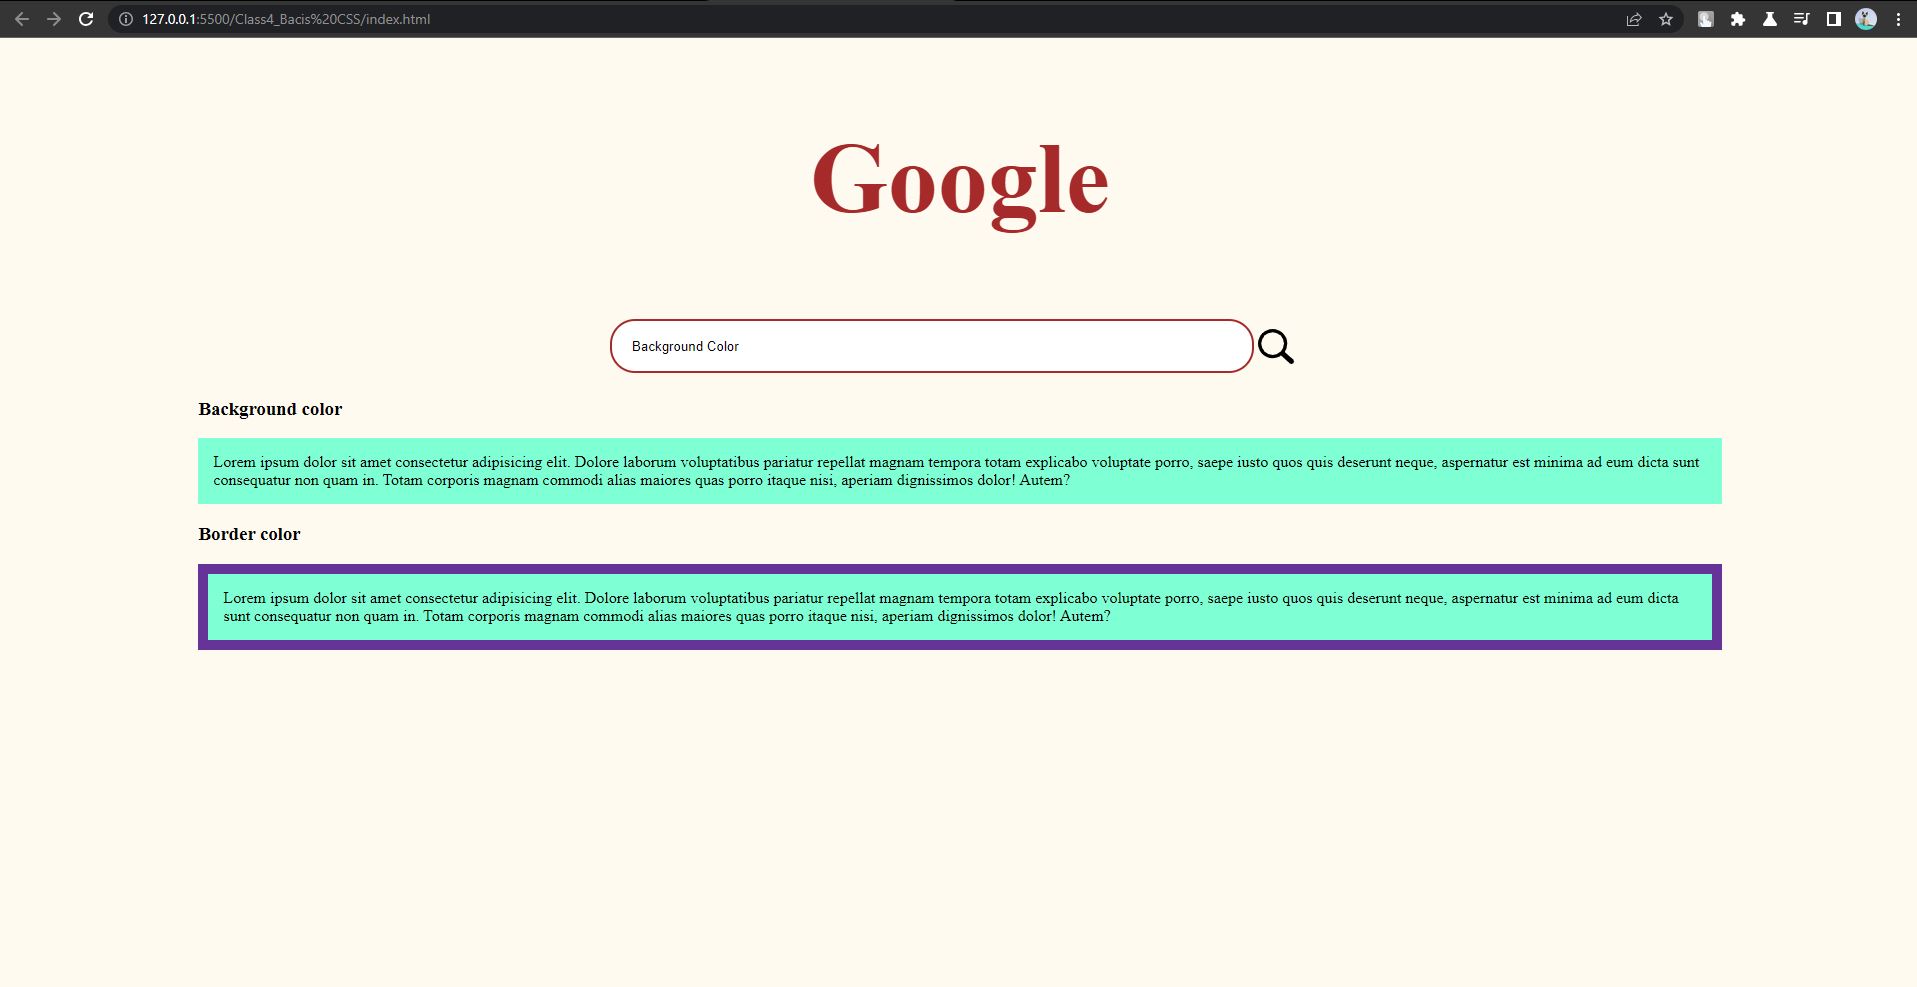 127.0.0.1:5500/Class4_Bacis%20CSS/index.html
Google
Background Color
Background color
Lorem ipsum dolor sit amet consectetur adipisicing elit. Dolore laborum voluptatibus pariatur repellat magnam tempora totam explicabo voluptate porro, saepe iusto quos quis deserunt neque, aspernatur est minima ad eum dicta sunt
consequatur non quam in. Totam corporis magnam commodi alias maiores quas porro itaque nisi, aperiam dignissimos dolor! Autem?
Border color
Lorem ipsum dolor sit amet consectetur adipisicing elit. Dolore laborum voluptatibus pariatur repellat magnam tempora totam explicabo voluptate porro, saepe iusto quos quis deserunt neque, aspernatur est minima ad eum dicta
sunt consequatur non quam in. Totam corporis magnam commodi alias maiores quas porro itaque nisi, aperiam dignissimos dolor! Autem?